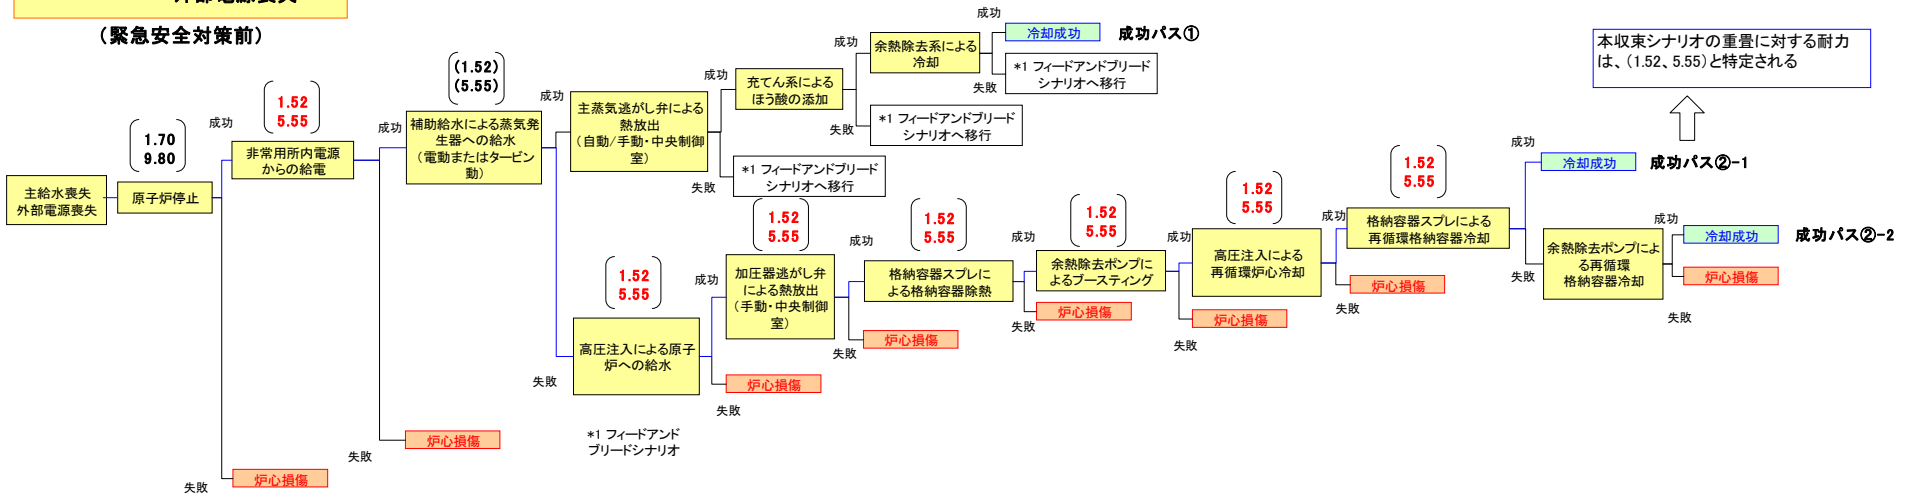 (緊急安全対策前)
主給水喪失
外部電源喪失
1.70
9.80
原子炉停止
成功
失敗
炉心損傷
1.52
5.55
非常用所内電源
からの給電
成功
失敗
炉心損傷
(1.52)
(5.55)
補助給水による蒸気発
生器への給水
(電動またはタービン
動)
成功
失敗
主蒸気逃がし弁による
熱放出
(自動/手動・中央制御
室)
成功
失敗
*1 フィードアンドブリード
シナリオへ移行
充てん系による
ほう酸の添加
成功
失敗
*1 フィードアンドブリード
シナリオへ移行
余熱除去系による
冷却
成功
冷却成功
成功パス①
失敗
*1 フィードアンドブリード
シナリオへ移行
1.52
5.55
高圧注入による原子
炉への給水
*1 フィードアンド
ブリードシナリオ
成功
失敗
炉心損傷
1.52
5.55
加圧器逃がし弁
による熱放出
(手動・中央制御
室)
成功
失敗
炉心損傷
1.52
5.55
格納容器スプレに
よる格納容器除熱
成功
失敗
炉心損傷
1.52
5.55
余熱除去ポンプに
よるブースティング
成功
失敗
炉心損傷
1.52
5.55
高圧注入による
再循環炉心冷却
成功
失敗
炉心損傷
1.52
5.55
格納容器スプレによる
再循環格納容器冷却
成功
冷却成功
成功パス②-1
失敗
余熱除去ポンプによ
る再循環
格納容器冷却
成功
冷却成功
成功パス②-2
失敗
炉心損傷
本収束シナリオの重畳に対する耐力
は、(1.52、5.55)と特定される